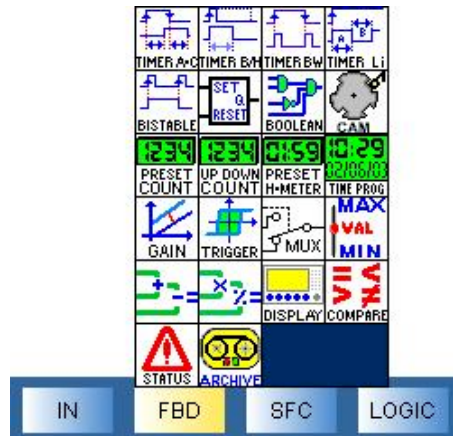 TIMER A-C TIMER B/H TIMER BW TIMER Li
SET
Q
RESET
BISTABLE BOOLEAN CAM
1234 1234 01:59 10:29
02/06/03
PRESET COUNT UP DOWN COUNT PRESET H-METER TIME PROG
MAX
VAL
MIN
GAIN TRIGGER MUX
+ - = × % =
DISPLAY COMPARE
STATUS ARCHIVE
IN FBD SFC LOGIC